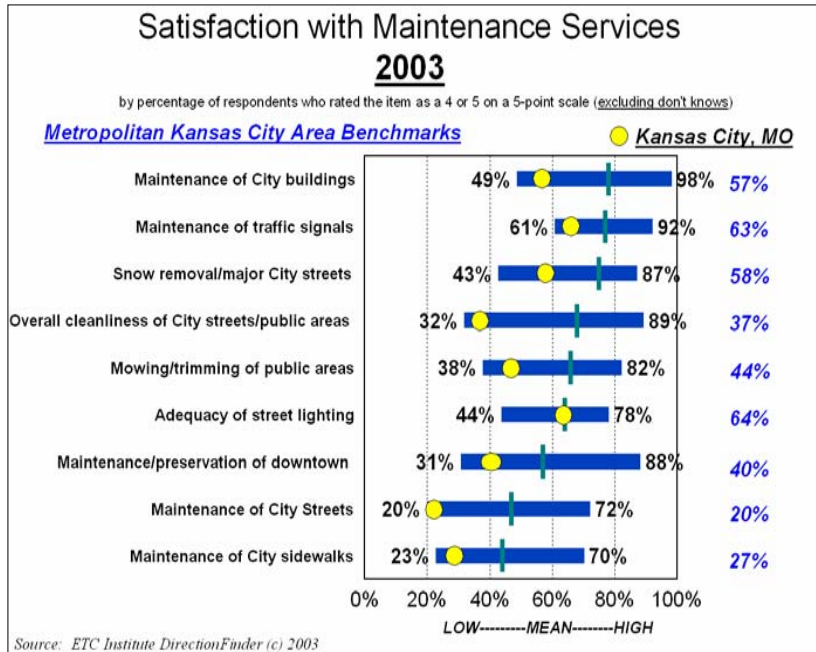 Satisfaction with Maintenance Services
2003
by percentage of respondents who rated the item as a 4 or 5 on a 5-point scale (excluding don't knows)
Metropolitan Kansas City Area Benchmarks Kansas City, MO
Maintenance of City buildings 49% 98% 57%
Maintenance of traffic signals 61% 92% 63%
Snow removal/major City streets 43% 87% 58%
Overall cleanliness of City streets/public areas 32% 89% 37%
Mowing/trimming of public areas 38% 82% 44%
Adequacy of street lighting 44% 78% 64%
Maintenance/preservation of downtown 31% 88% 40%
Maintenance of City Streets 20% 72% 20%
Maintenance of City sidewalks 23% 70% 27%
0% 20% 40% 60% 80% 100%
LOW---------MEAN--------HIGH
Source: ETC Institute DirectionFinder (c) 2003